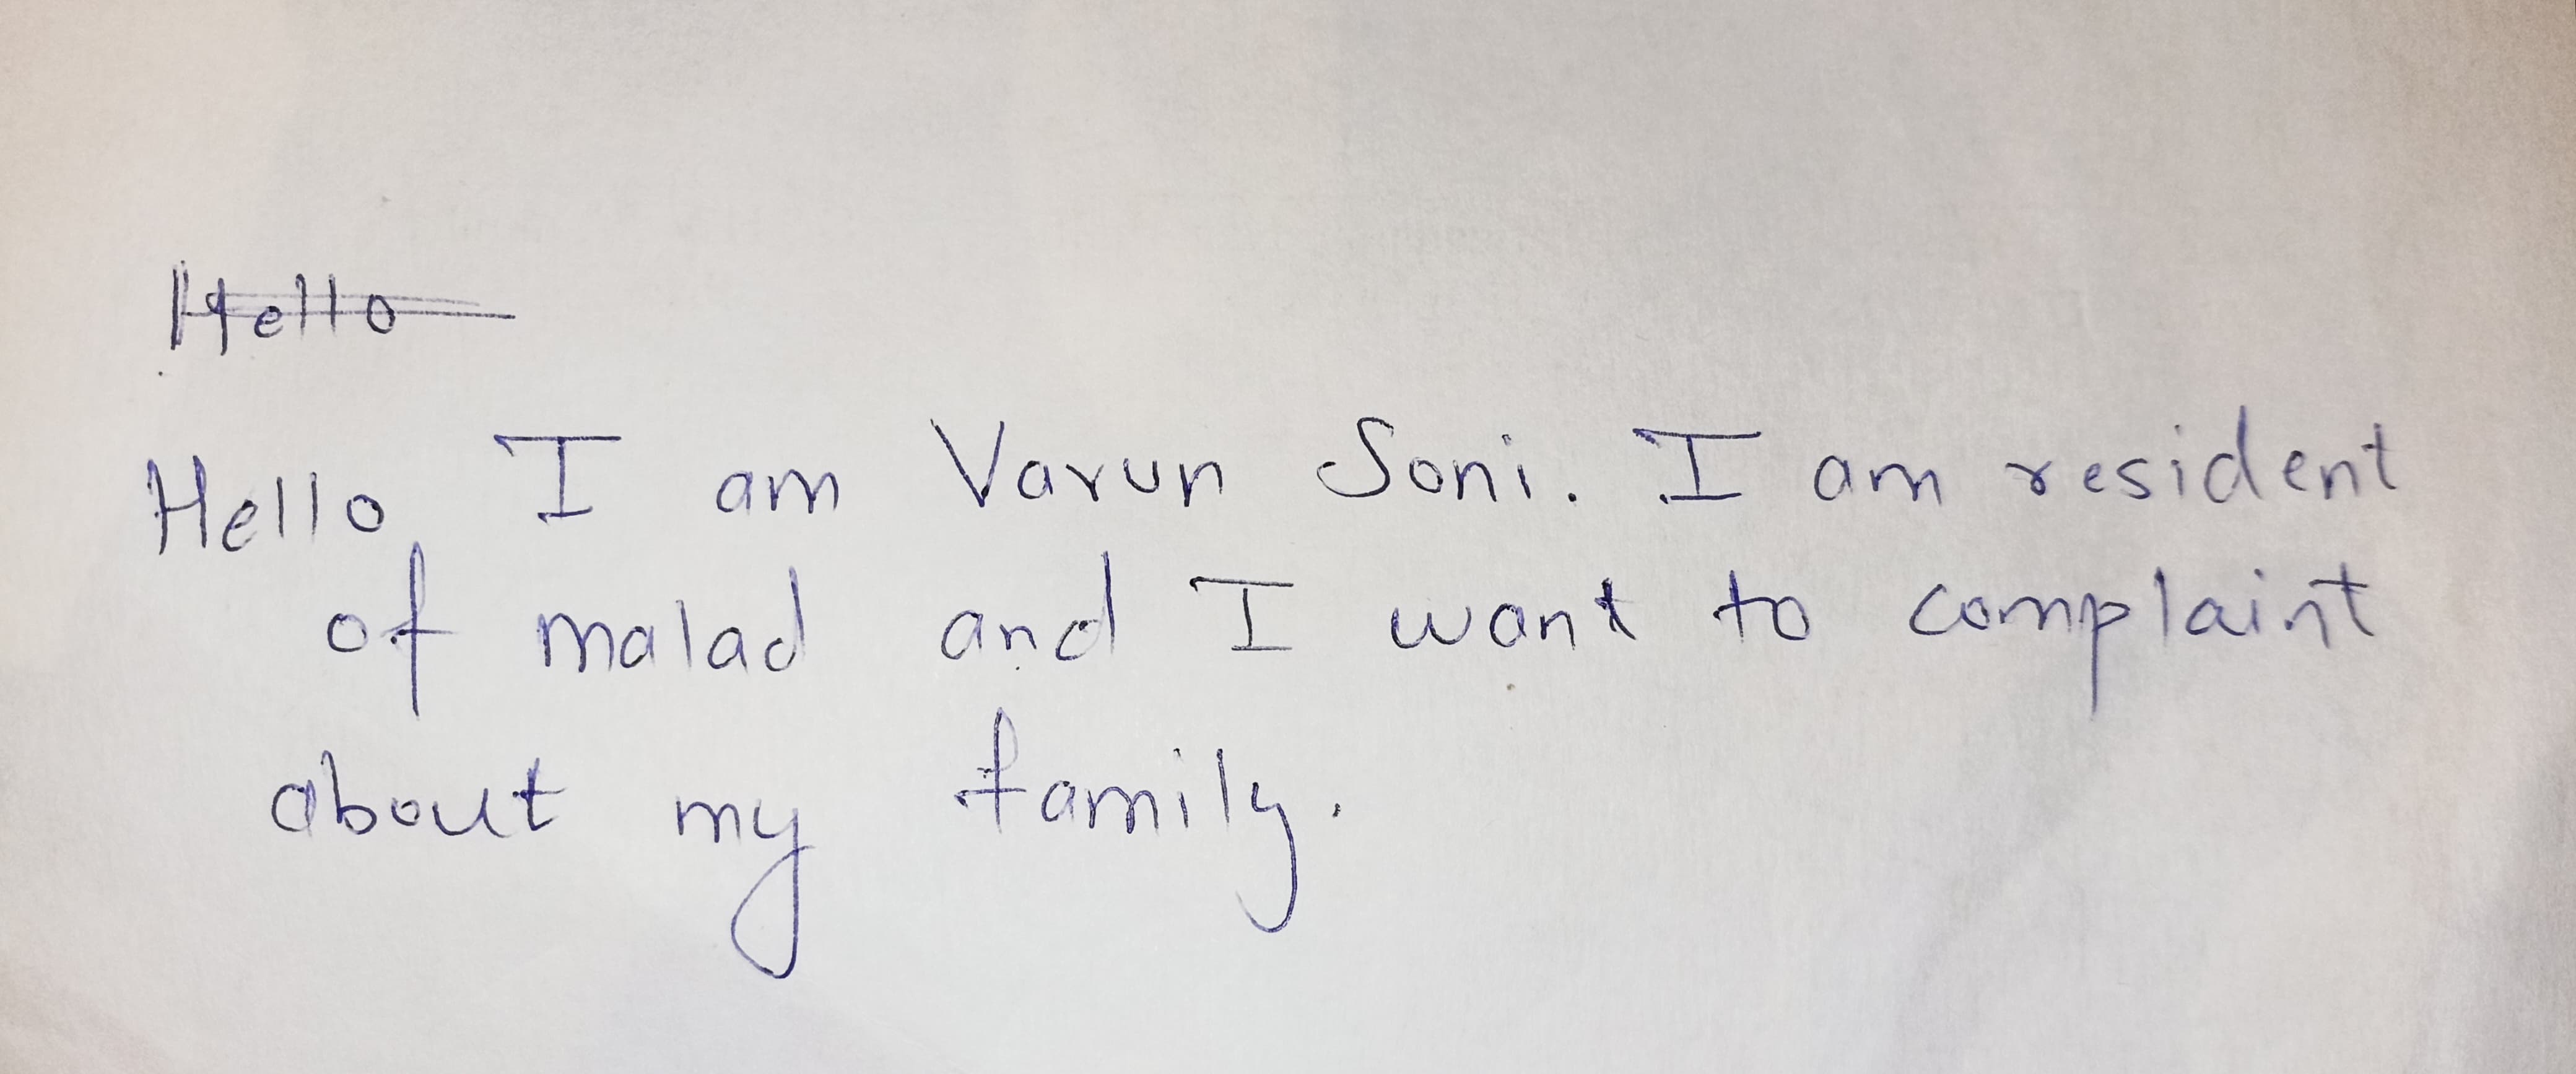 Hello
Hello, I am Varun Soni. I am resident
of malad and I want to complaint
about my family.